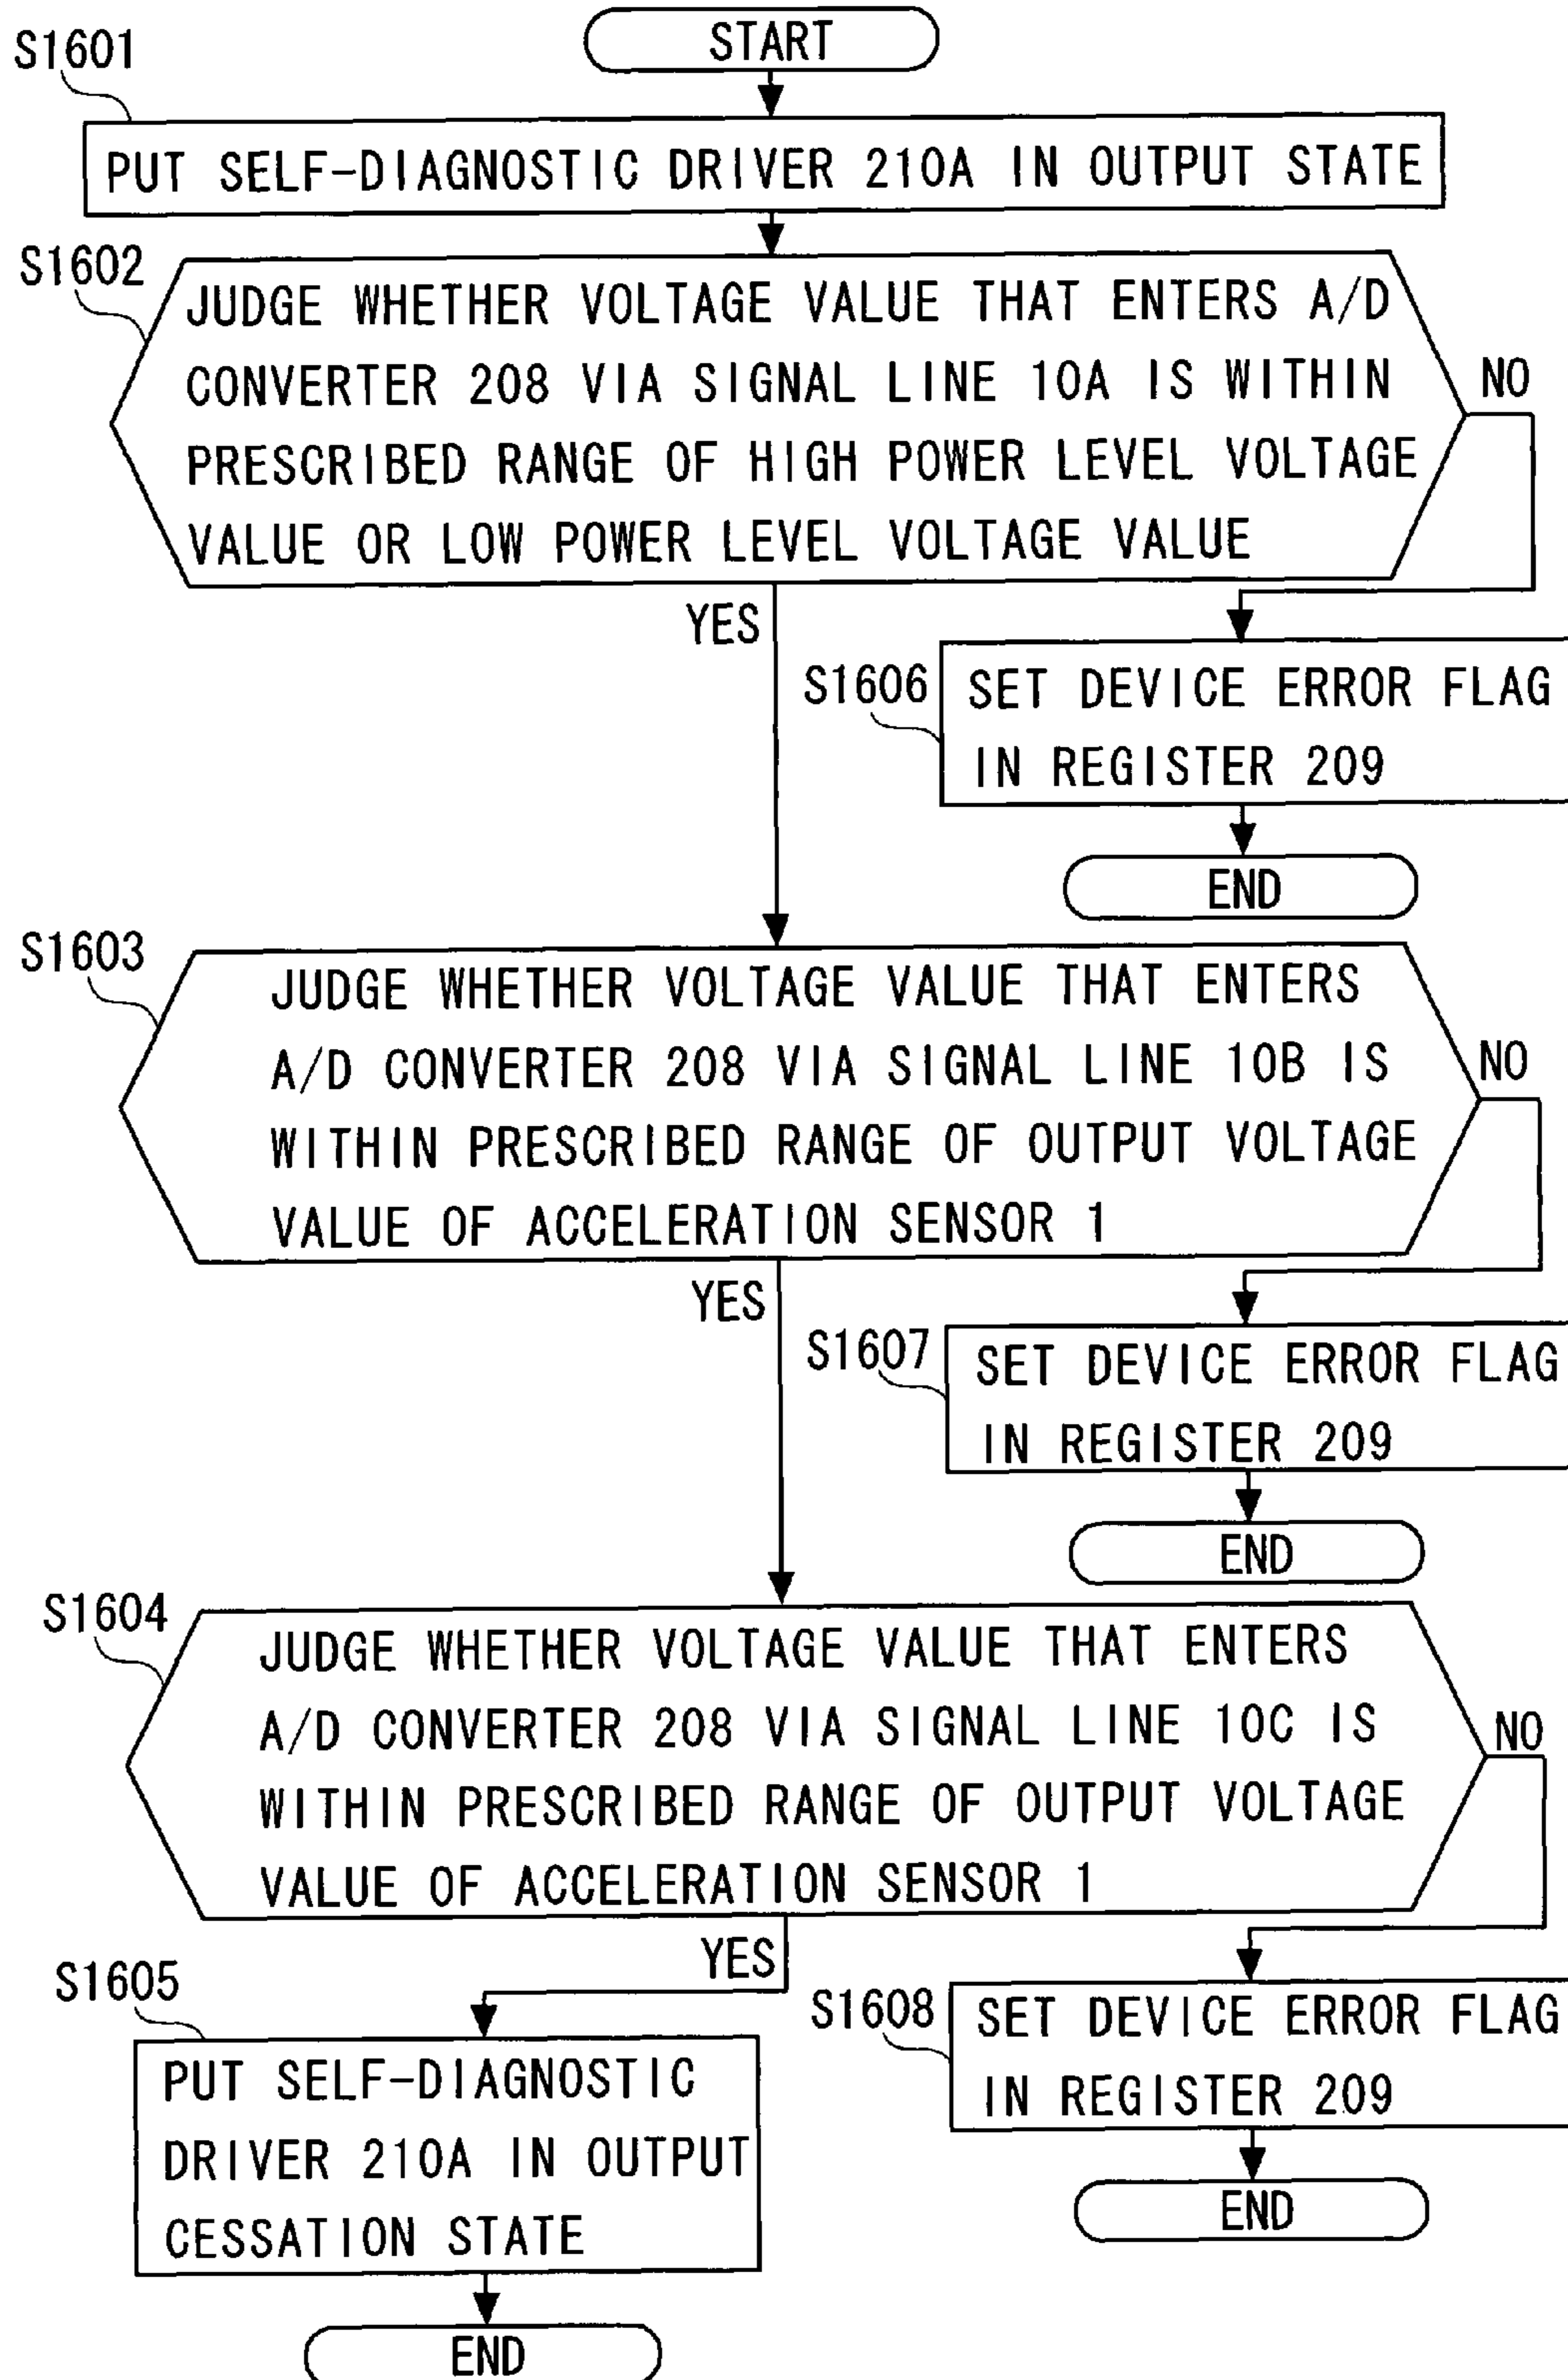 START
S1601
PUT SELF-DIAGNOSTIC DRIVER 210A IN OUTPUT STATE
S1602
JUDGE WHETHER VOLTAGE VALUE THAT ENTERS A/D
CONVERTER 208 VIA SIGNAL LINE 10A IS WITHIN
PRESCRIBED RANGE OF HIGH POWER LEVEL VOLTAGE
VALUE OR LOW POWER LEVEL VOLTAGE VALUE
NO
YES
S1606
SET DEVICE ERROR FLAG
IN REGISTER 209
END
S1603
JUDGE WHETHER VOLTAGE VALUE THAT ENTERS
A/D CONVERTER 208 VIA SIGNAL LINE 10B IS
WITHIN PRESCRIBED RANGE OF OUTPUT VOLTAGE
VALUE OF ACCELERATION SENSOR 1
NO
YES
S1607
SET DEVICE ERROR FLAG
IN REGISTER 209
END
S1604
JUDGE WHETHER VOLTAGE VALUE THAT ENTERS
A/D CONVERTER 208 VIA SIGNAL LINE 10C IS
WITHIN PRESCRIBED RANGE OF OUTPUT VOLTAGE
VALUE OF ACCELERATION SENSOR 1
NO
YES
S1605
PUT SELF-DIAGNOSTIC
DRIVER 210A IN OUTPUT
CESSATION STATE
END
S1608
SET DEVICE ERROR FLAG
IN REGISTER 209
END